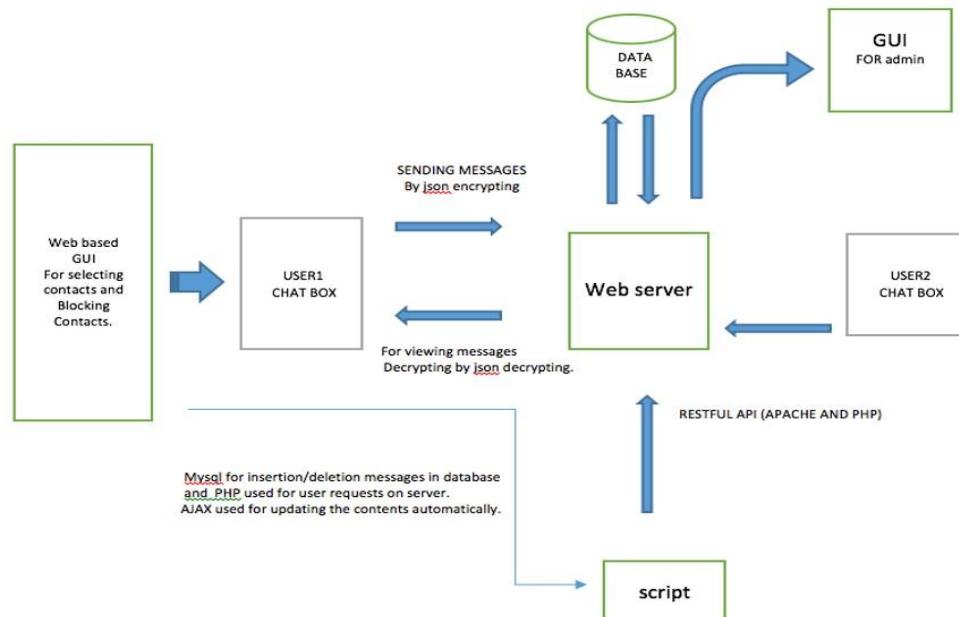 DATA
BASE
GUI
FOR admin
SENDING MESSAGES
By json encrypting
Web based
GUI
For selecting
contacts and
Blocking
Contacts.
USER1
CHAT BOX
Web server
USER2
CHAT BOX
For viewing messages
Decrypting by json decrypting.
RESTFUL API (APACHE AND PHP)
Mysql for insertion/deletion messages in database
and PHP used for user requests on server.
AJAX used for updating the contents automatically.
script